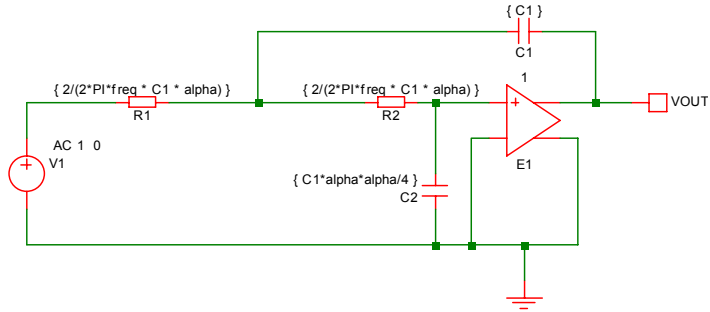 { C1 }
C1
{ 2/(2*PI*freq * C1 * alpha) }
R1
{ 2/(2*PI*freq * C1 * alpha) }
R2
1
E1
VOUT
AC 1 0
V1
{ C1*alpha*alpha/4 }
C2